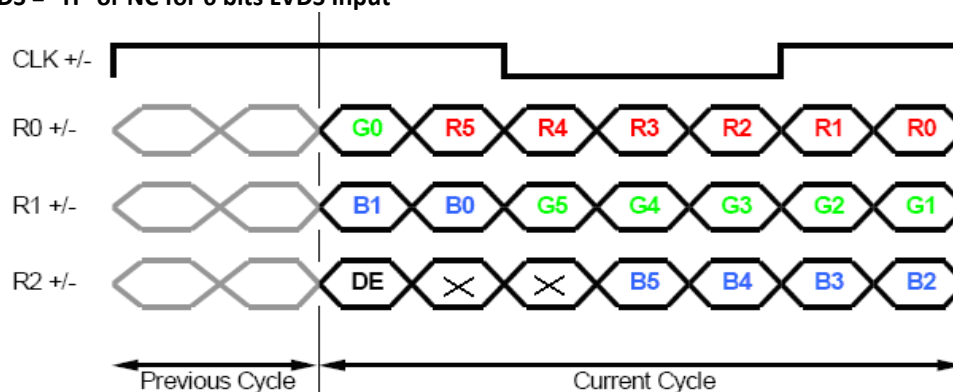 = "H" or NC for 6 bits LVDS Input
CLK +/-
R0 +/- G0 R5 R4 R3 R2 R1 R0
R1 +/- B1 B0 G5 G4 G3 G2 G1
R2 +/- DE B5 B4 B3 B2
Previous Cycle Current Cycle